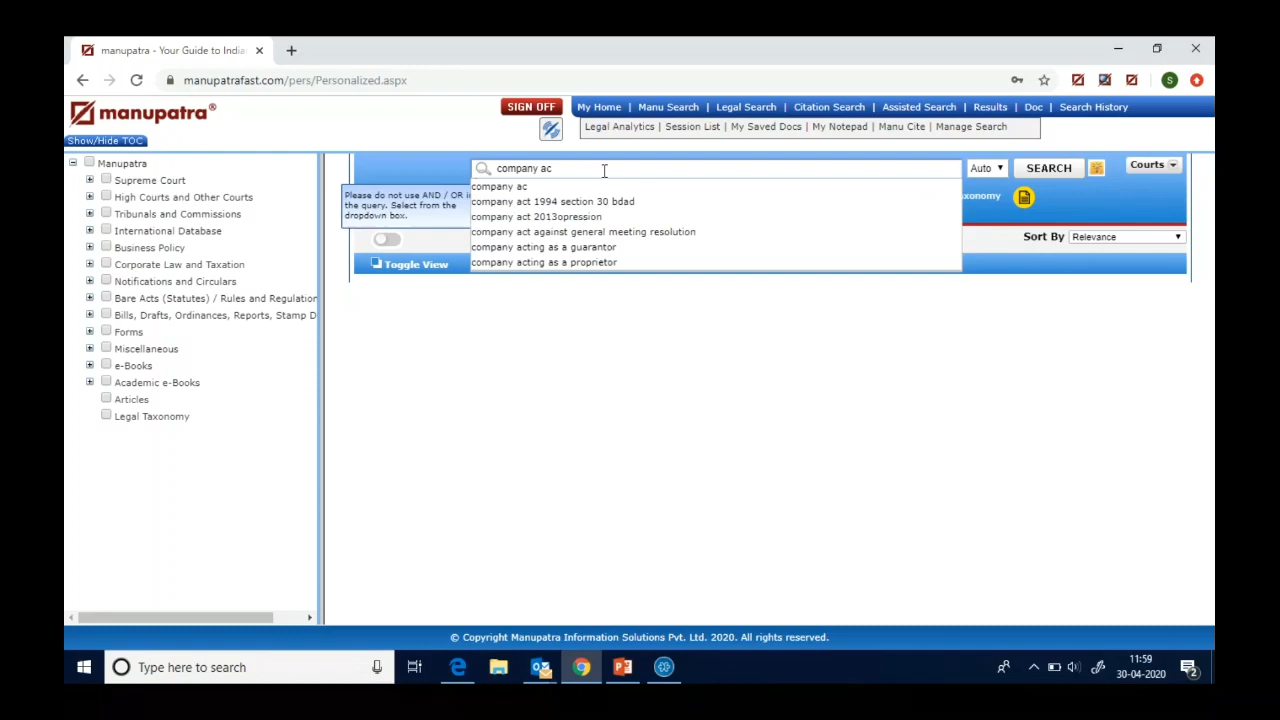 manupatra - Your Guide to India
manupatrafast.com/pers/Personalized.aspx
manupatra®
SIGN OFF
My Home | Manu Search | Legal Search | Citation Search | Assisted Search | Results | Doc | Search History
Legal Analytics | Session List | My Saved Docs | My Notepad | Manu Cite | Manage Search
Show/Hide TOC
Manupatra
Supreme Court
High Courts and Other Courts
Tribunals and Commissions
International Database
Business Policy
Corporate Law and Taxation
Notifications and Circulars
Bare Acts (Statutes) / Rules and Regulation
Bills, Drafts, Ordinances, Reports, Stamp D
Forms
Miscellaneous
e-Books
Academic e-Books
Articles
Legal Taxonomy
company ac
Auto
SEARCH
Courts
Please do not use AND / OR in
the query. Select from the
dropdown box.
company ac
company act 1994 section 30 bdad
company act 2013opression
company act against general meeting resolution
company acting as a guarantor
company acting as a proprietor
xonomy
Sort By Relevance
Toggle View
© Copyright Manupatra Information Solutions Pvt. Ltd. 2020. All rights reserved.
Type here to search
11:59
30-04-2020
2
S